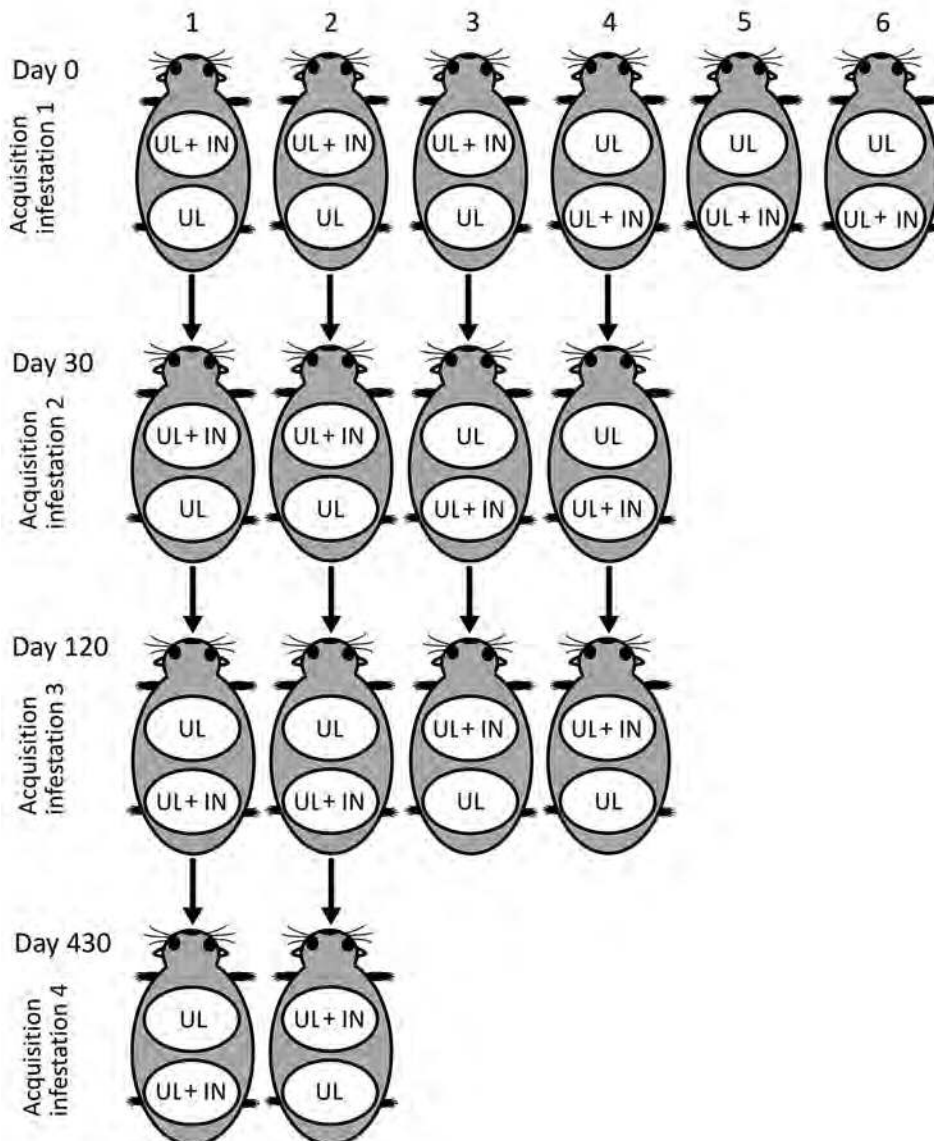 1 2 3 4 5 6
Day 0
Acquisition
infestation 1
UL + IN UL + IN UL + IN UL UL UL
UL UL UL UL + IN UL + IN UL + IN
Day 30
Acquisition
infestation 2
UL + IN UL + IN UL UL
UL UL UL + IN UL + IN
Day 120
Acquisition
infestation 3
UL UL UL + IN UL + IN
UL + IN UL + IN UL UL
Day 430
Acquisition
infestation 4
UL UL + IN
UL + IN UL